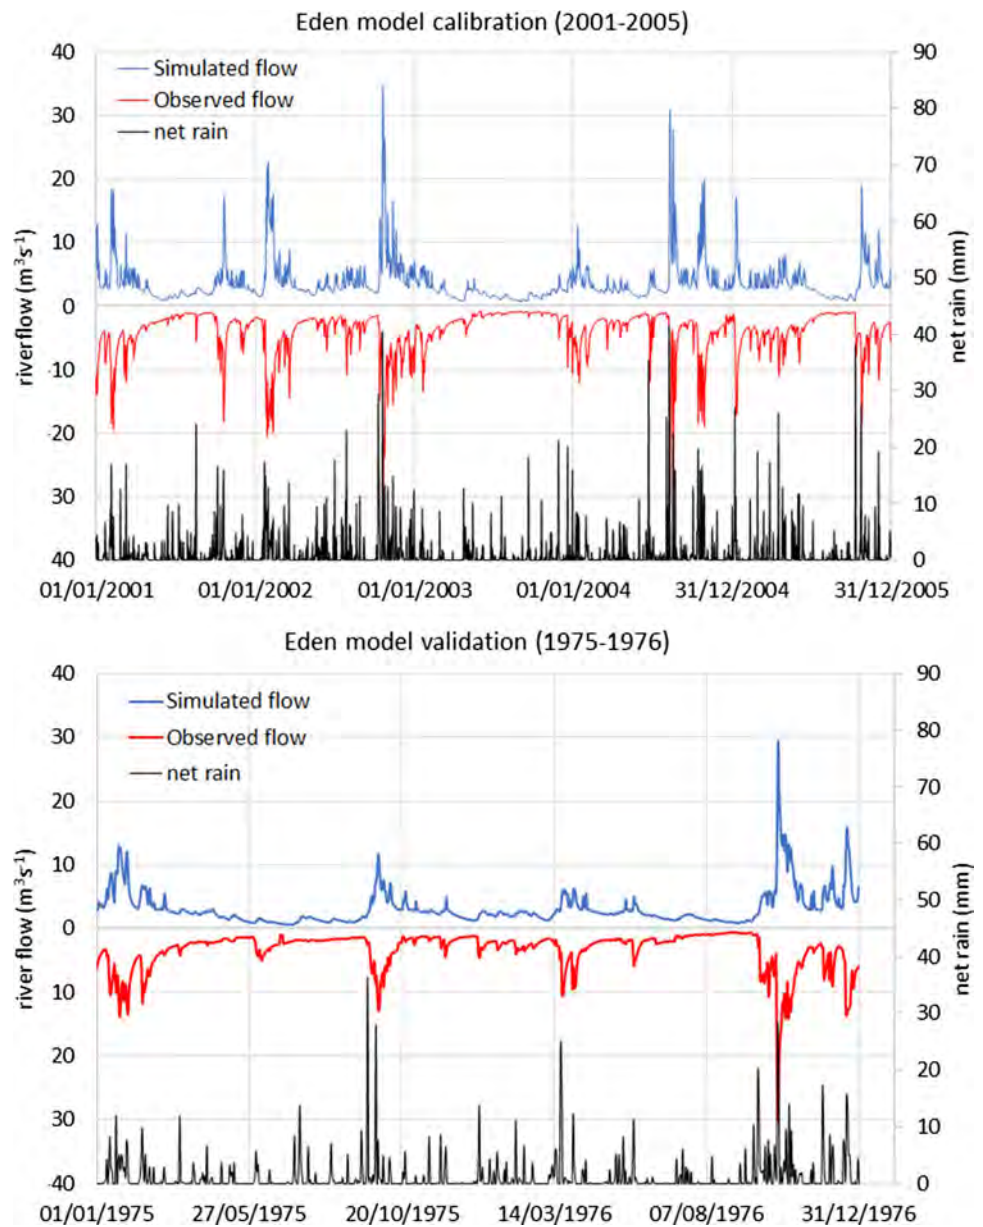 Eden model calibration (2001-2005)
40
30
20
10
0
-10
-20
30
40
river flow (m³s⁻¹)
Simulated flow
Observed flow
net rain
90
80
70
60
50
40
30
20
10
0
net rain (mm)
01/01/2001 01/01/2002 01/01/2003 01/01/2004 31/12/2004 31/12/2005
Eden model validation (1975-1976)
40
30
20
10
0
10
20
30
-40
river flow (m³s⁻¹)
Simulated flow
Observed flow
net rain
90
80
70
60
50
40
30
20
10
0
net rain (mm)
01/01/1975 27/05/1975 20/10/1975 14/03/1976 07/08/1976 31/12/1976